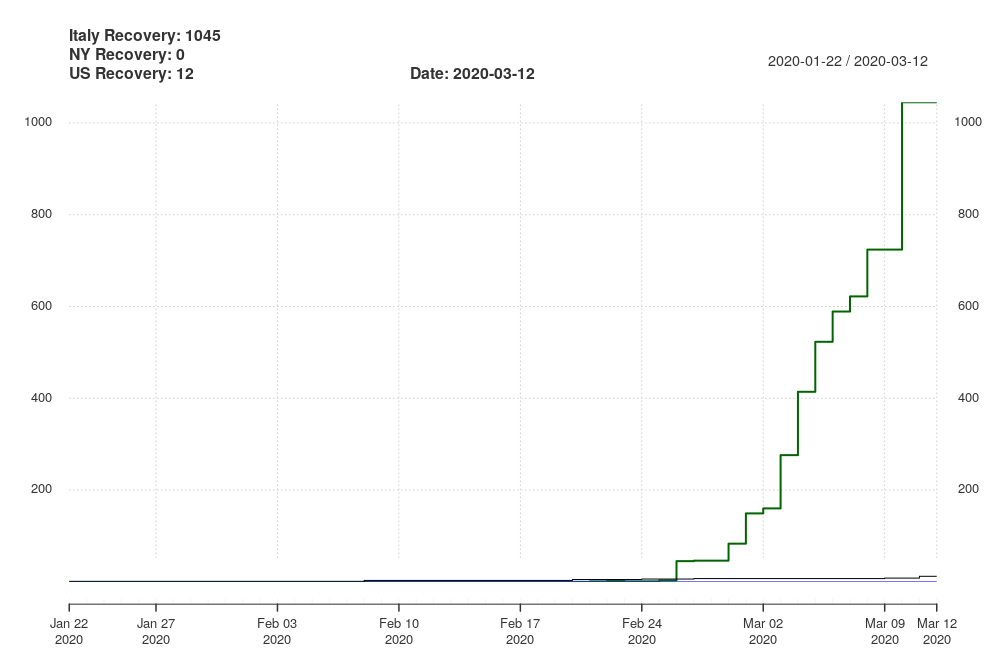 Italy Recovery: 1045
NY Recovery: 0
US Recovery: 12
Date: 2020-03-12
2020-01-22 / 2020-03-12
1000 1000
800 800
600 600
400 400
200 200
Jan 22 Jan 27 Feb 03 Feb 10 Feb 17 Feb 24 Mar 02 Mar 09 Mar 12
2020 2020 2020 2020 2020 2020 2020 2020 2020